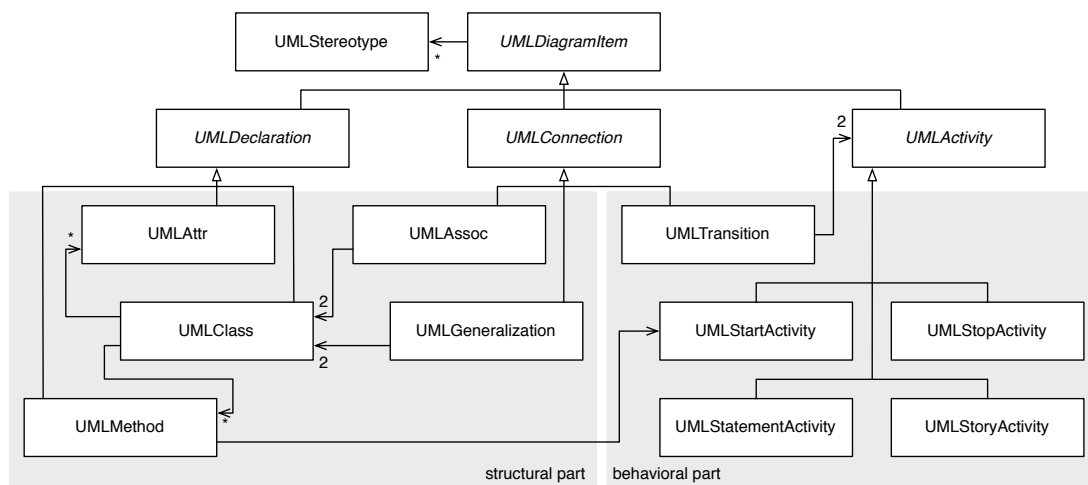 UMLStereotype
*
UMLDiagramItem
UMLDeclaration
UMLConnection
2
UMLActivity
*
UMLAttr
UMLAssoc
UMLTransition
2
UMLClass
UMLGeneralization
2
UMLStartActivity
UMLStopActivity
UMLMethod
*
UMLStatementActivity
UMLStoryActivity
structural part
behavioral part